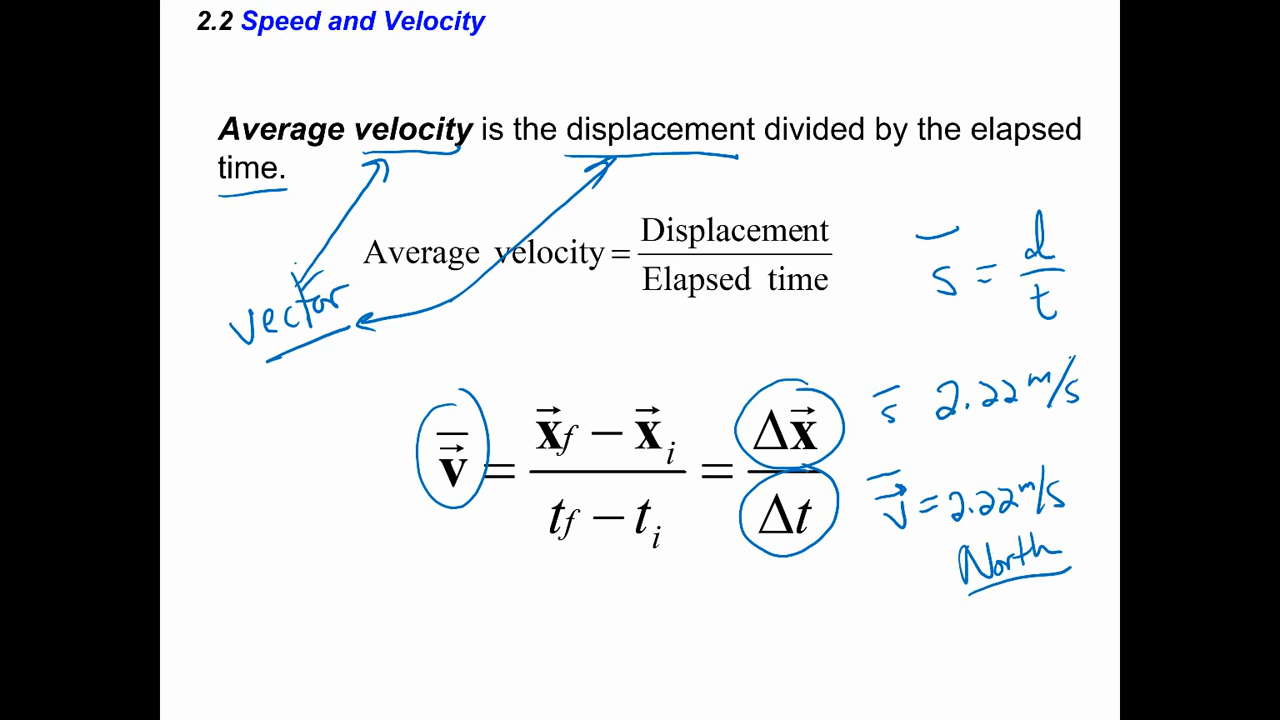 2.2 Speed and Velocity
Average velocity is the displacement divided by the elapsed
time.
Average velocity = Displacement / Elapsed time
s̄ = d / t
vector
v̄⃗ = (x⃗f − x⃗i) / (tf − ti) = Δx⃗ / Δt
s̄ 2.22 m/s
v̄⃗ = 2.22 m/s
North